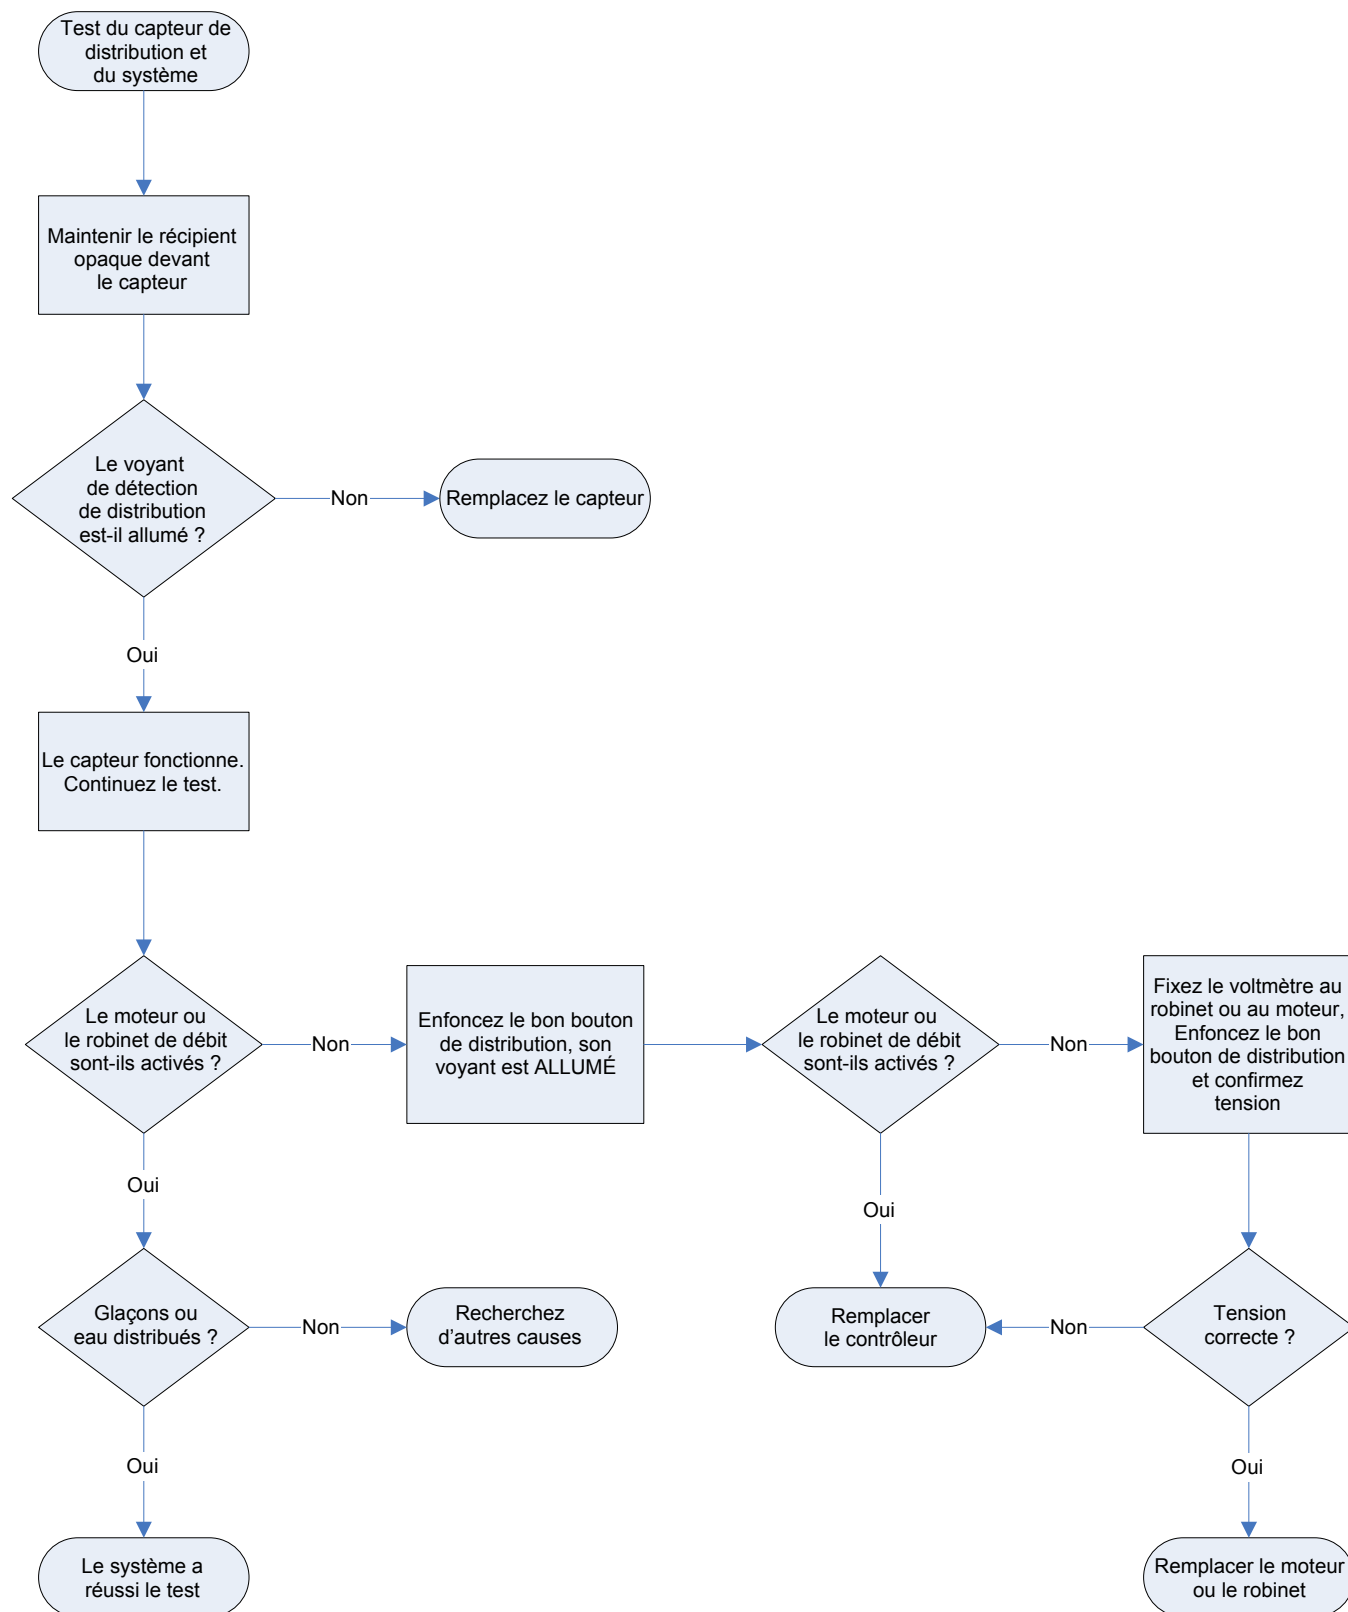 Test du capteur de
distribution et
du système
Maintenir le récipient
opaque devant
le capteur
Le voyant
de détection
de distribution
est-il allumé ?
Non
Remplacez le capteur
Oui
Le capteur fonctionne.
Continuez le test.
Le moteur ou
le robinet de débit
sont-ils activés ?
Non
Enfoncez le bon bouton
de distribution, son
voyant est ALLUMÉ
Le moteur ou
le robinet de débit
sont-ils activés ?
Non
Fixez le voltmètre au
robinet ou au moteur,
Enfoncez le bon
bouton de distribution
et confirmez
tension
Oui
Oui
Glaçons ou
eau distribués ?
Non
Recherchez
d’autres causes
Remplacer
le contrôleur
Non
Tension
correcte ?
Oui
Oui
Le système a
réussi le test
Remplacer le moteur
ou le robinet